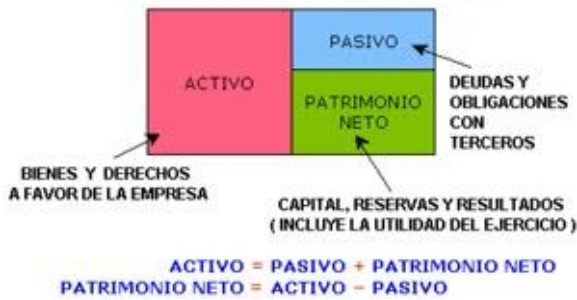 ACTIVO
PASIVO
PATRIMONIO
NETO
DEUDAS Y
OBLIGACIONES
CON
TERCEROS
BIENES Y DERECHOS
A FAVOR DE LA EMPRESA
CAPITAL, RESERVAS Y RESULTADOS
( INCLUYE LA UTILIDAD DEL EJERCICIO )
ACTIVO = PASIVO + PATRIMONIO NETO
PATRIMONIO NETO = ACTIVO - PASIVO